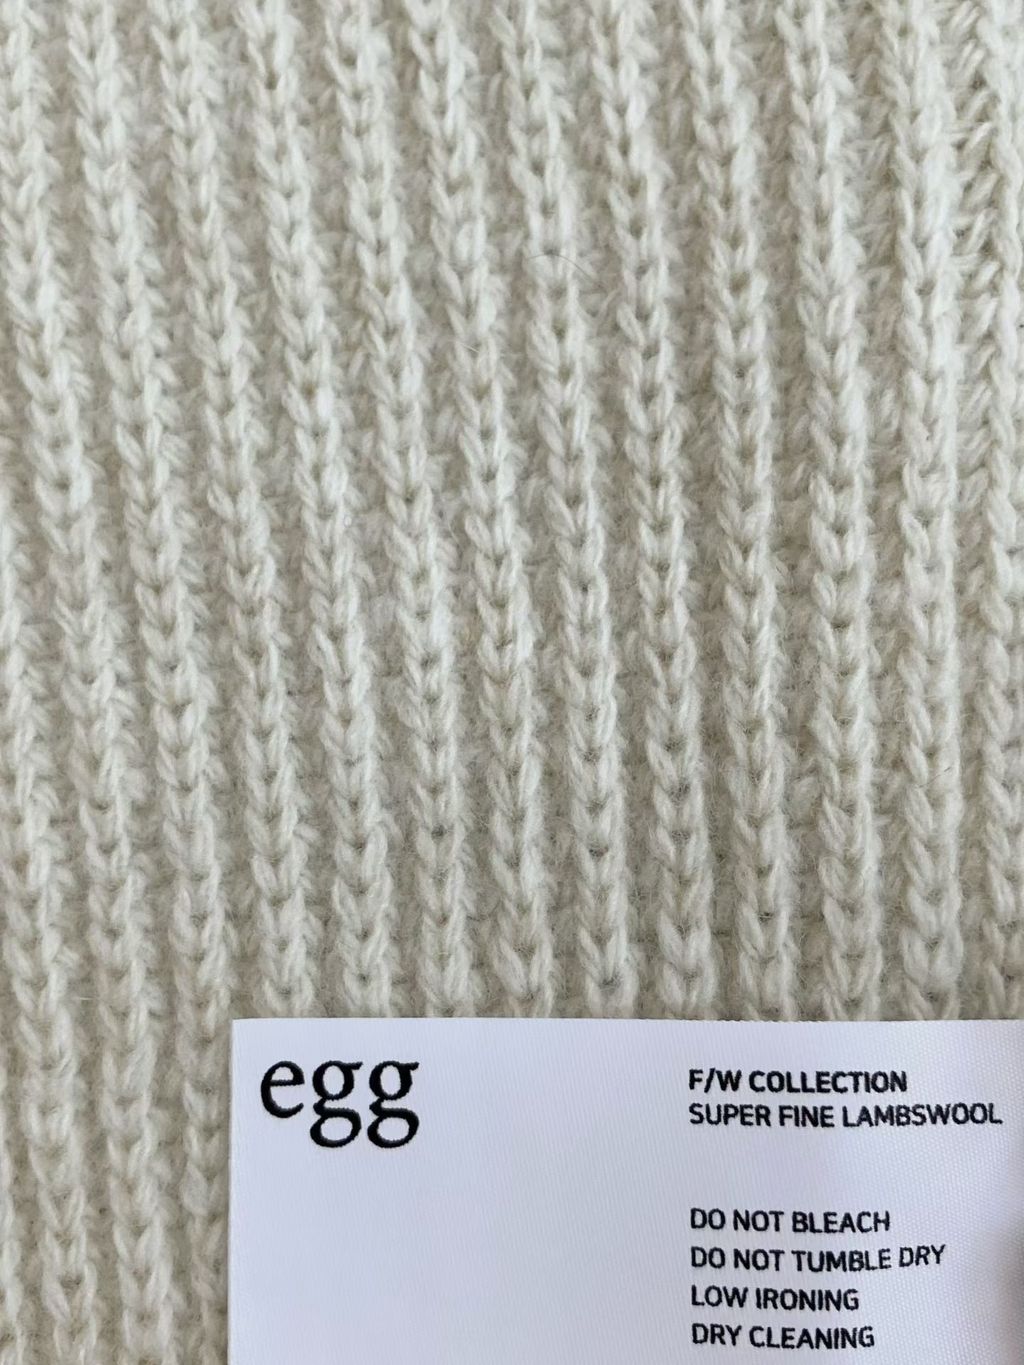 egg
F/W COLLECTION
SUPER FINE LAMBSWOOL
DO NOT BLEACH
DO NOT TUMBLE DRY
LOW IRONING
DRY CLEANING